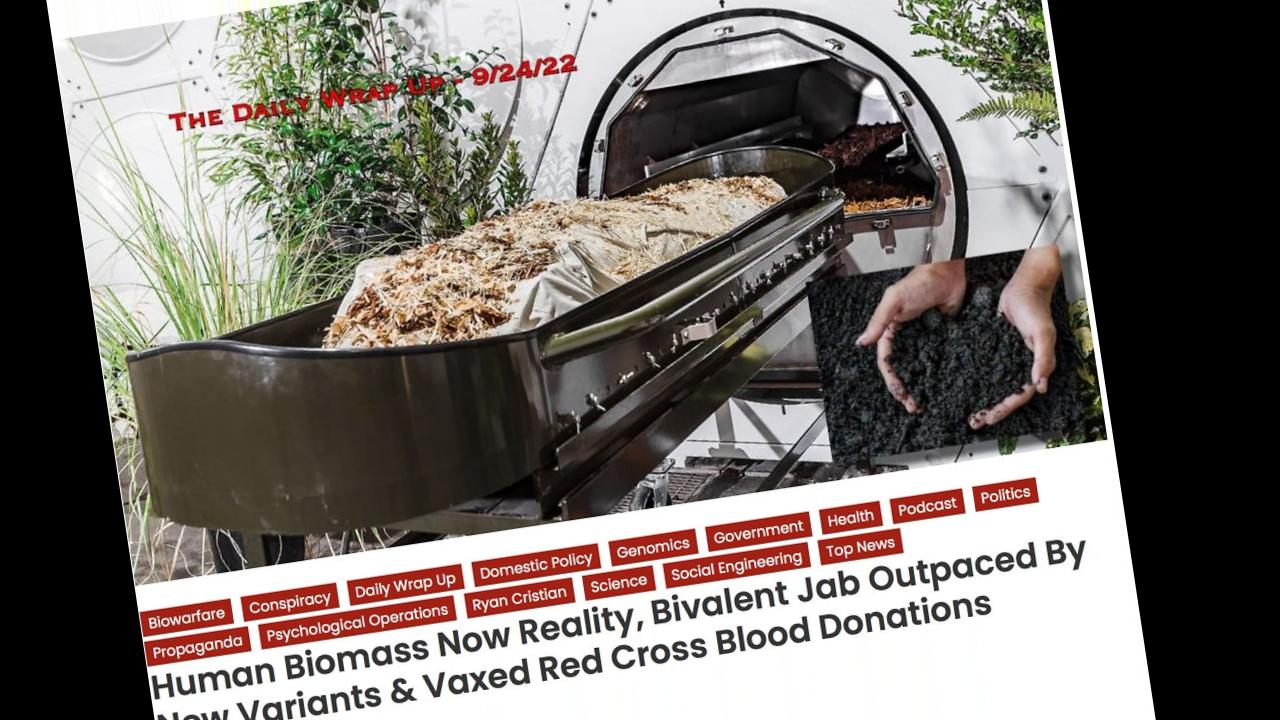 The Daily Wrap Up - 9/24/22
Biowarfare Conspiracy Daily Wrap Up Domestic Policy Genomics Government Health Podcast Politics
Propaganda Psychological Operations Ryan Cristian Science Social Engineering Top News
Human Biomass Now Reality, Bivalent Jab Outpaced By
New Variants & Vaxed Red Cross Blood Donations